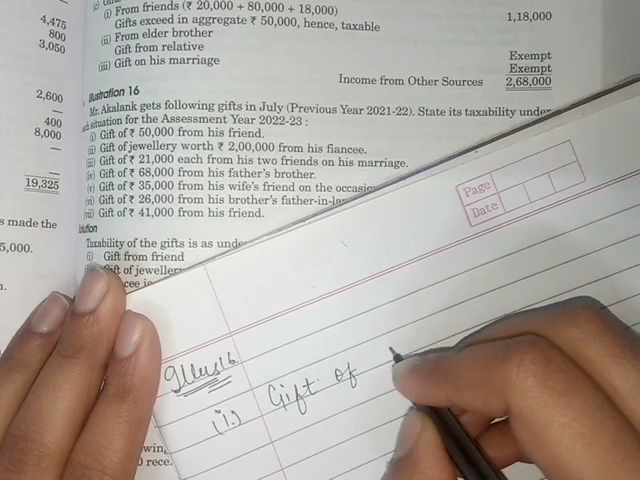 4,475
800
3,050
2,600
—
400
8,000
—
—
19,325
s made the
5,000.
(i) From friends (₹ 20,000 + 80,000 + 18,000)
Gifts exceed in aggregate ₹ 50,000, hence, taxable
1,18,000
(ii) From elder brother
Gift from relative
Exempt
(iii) Gift on his marriage
Exempt
Income from Other Sources 2,68,000
Illustration 16
Mr. Akalank gets following gifts in July (Previous Year 2021-22). State its taxability under
situation for the Assessment Year 2022-23 :
(i) Gift of ₹ 50,000 from his friend.
(ii) Gift of jewellery worth ₹ 2,00,000 from his fiancee.
(iii) Gift of ₹ 21,000 each from his two friends on his marriage.
(iv) Gift of ₹ 68,000 from his father's brother.
(v) Gift of ₹ 35,000 from his wife's friend on the occasi
(vi) Gift of ₹ 26,000 from his brother's father-in-la
(vii) Gift of ₹ 41,000 from his friend.
Taxability of the gifts is as unde
(i) Gift from friend
ift of jeweller
Page
Date
Illus 16
(i.) Gift of